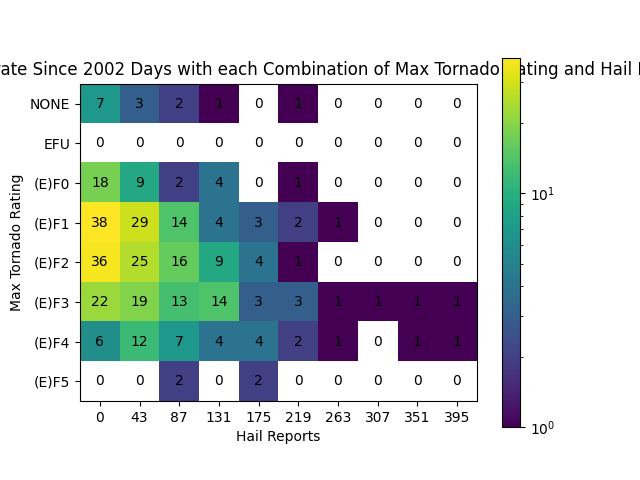 rate Since 2002 Days with each Combination of Max Tornado Rating and Hail
NONE 7 3 2 1 0 1 0 0 0 0
EFU 0 0 0 0 0 0 0 0 0 0
(E)F0 18 9 2 4 0 1 0 0 0 0
(E)F1 38 29 14 4 3 2 1 0 0 0
(E)F2 36 25 16 9 4 1 0 0 0 0
(E)F3 22 19 13 14 3 3 1 1 1 1
(E)F4 6 12 7 4 4 2 1 0 1 1
(E)F5 0 0 2 0 2 0 0 0 0 0
0 43 87 131 175 219 263 307 351 395
Hail Reports
Max Tornado Rating
10¹
10⁰